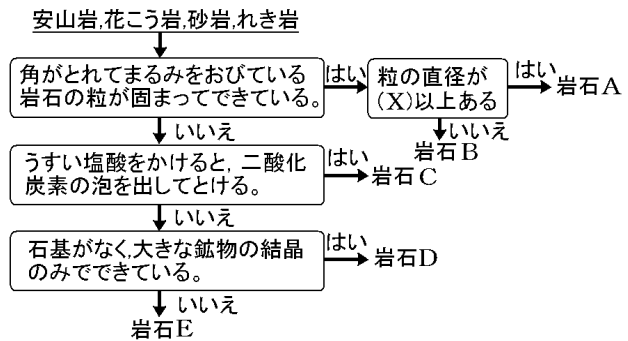 安山岩,花こう岩,砂岩,れき岩
角がとれてまるみをおびている
岩石の粒が固まってできている。
はい
粒の直径が
(X)以上ある
はい
岩石A
いいえ
岩石B
いいえ
うすい塩酸をかけると,二酸化
炭素の泡を出してとける。
はい
岩石C
いいえ
石基がなく,大きな鉱物の結晶
のみでできている。
はい
岩石D
いいえ
岩石E